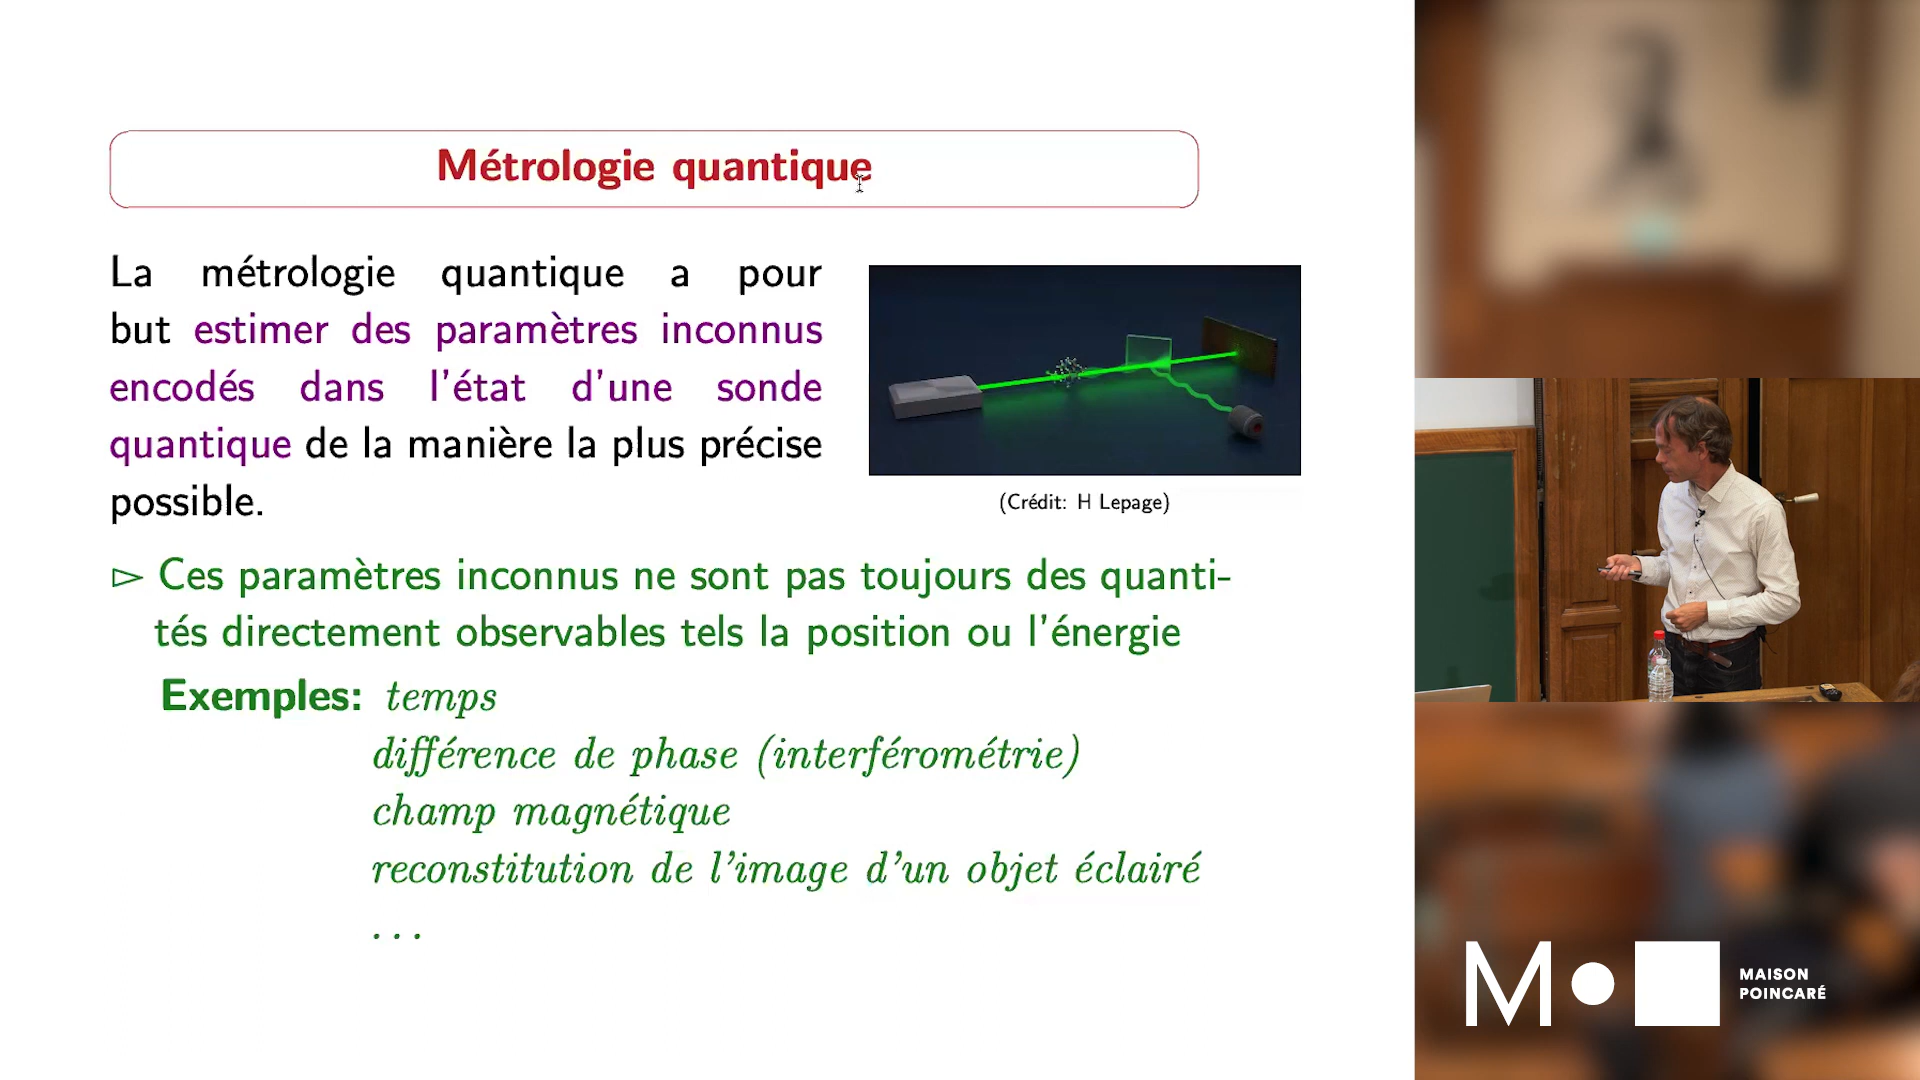 Métrologie quantique
La métrologie quantique a pour
but estimer des paramètres inconnus
encodés dans l'état d'une sonde
quantique de la manière la plus précise
possible.
(Crédit: H Lepage)
▻ Ces paramètres inconnus ne sont pas toujours des quanti-
tés directement observables tels la position ou l'énergie
Exemples: temps
différence de phase (interférométrie)
champ magnétique
reconstitution de l'image d'un objet éclairé
...
M
MAISON
POINCARÉ